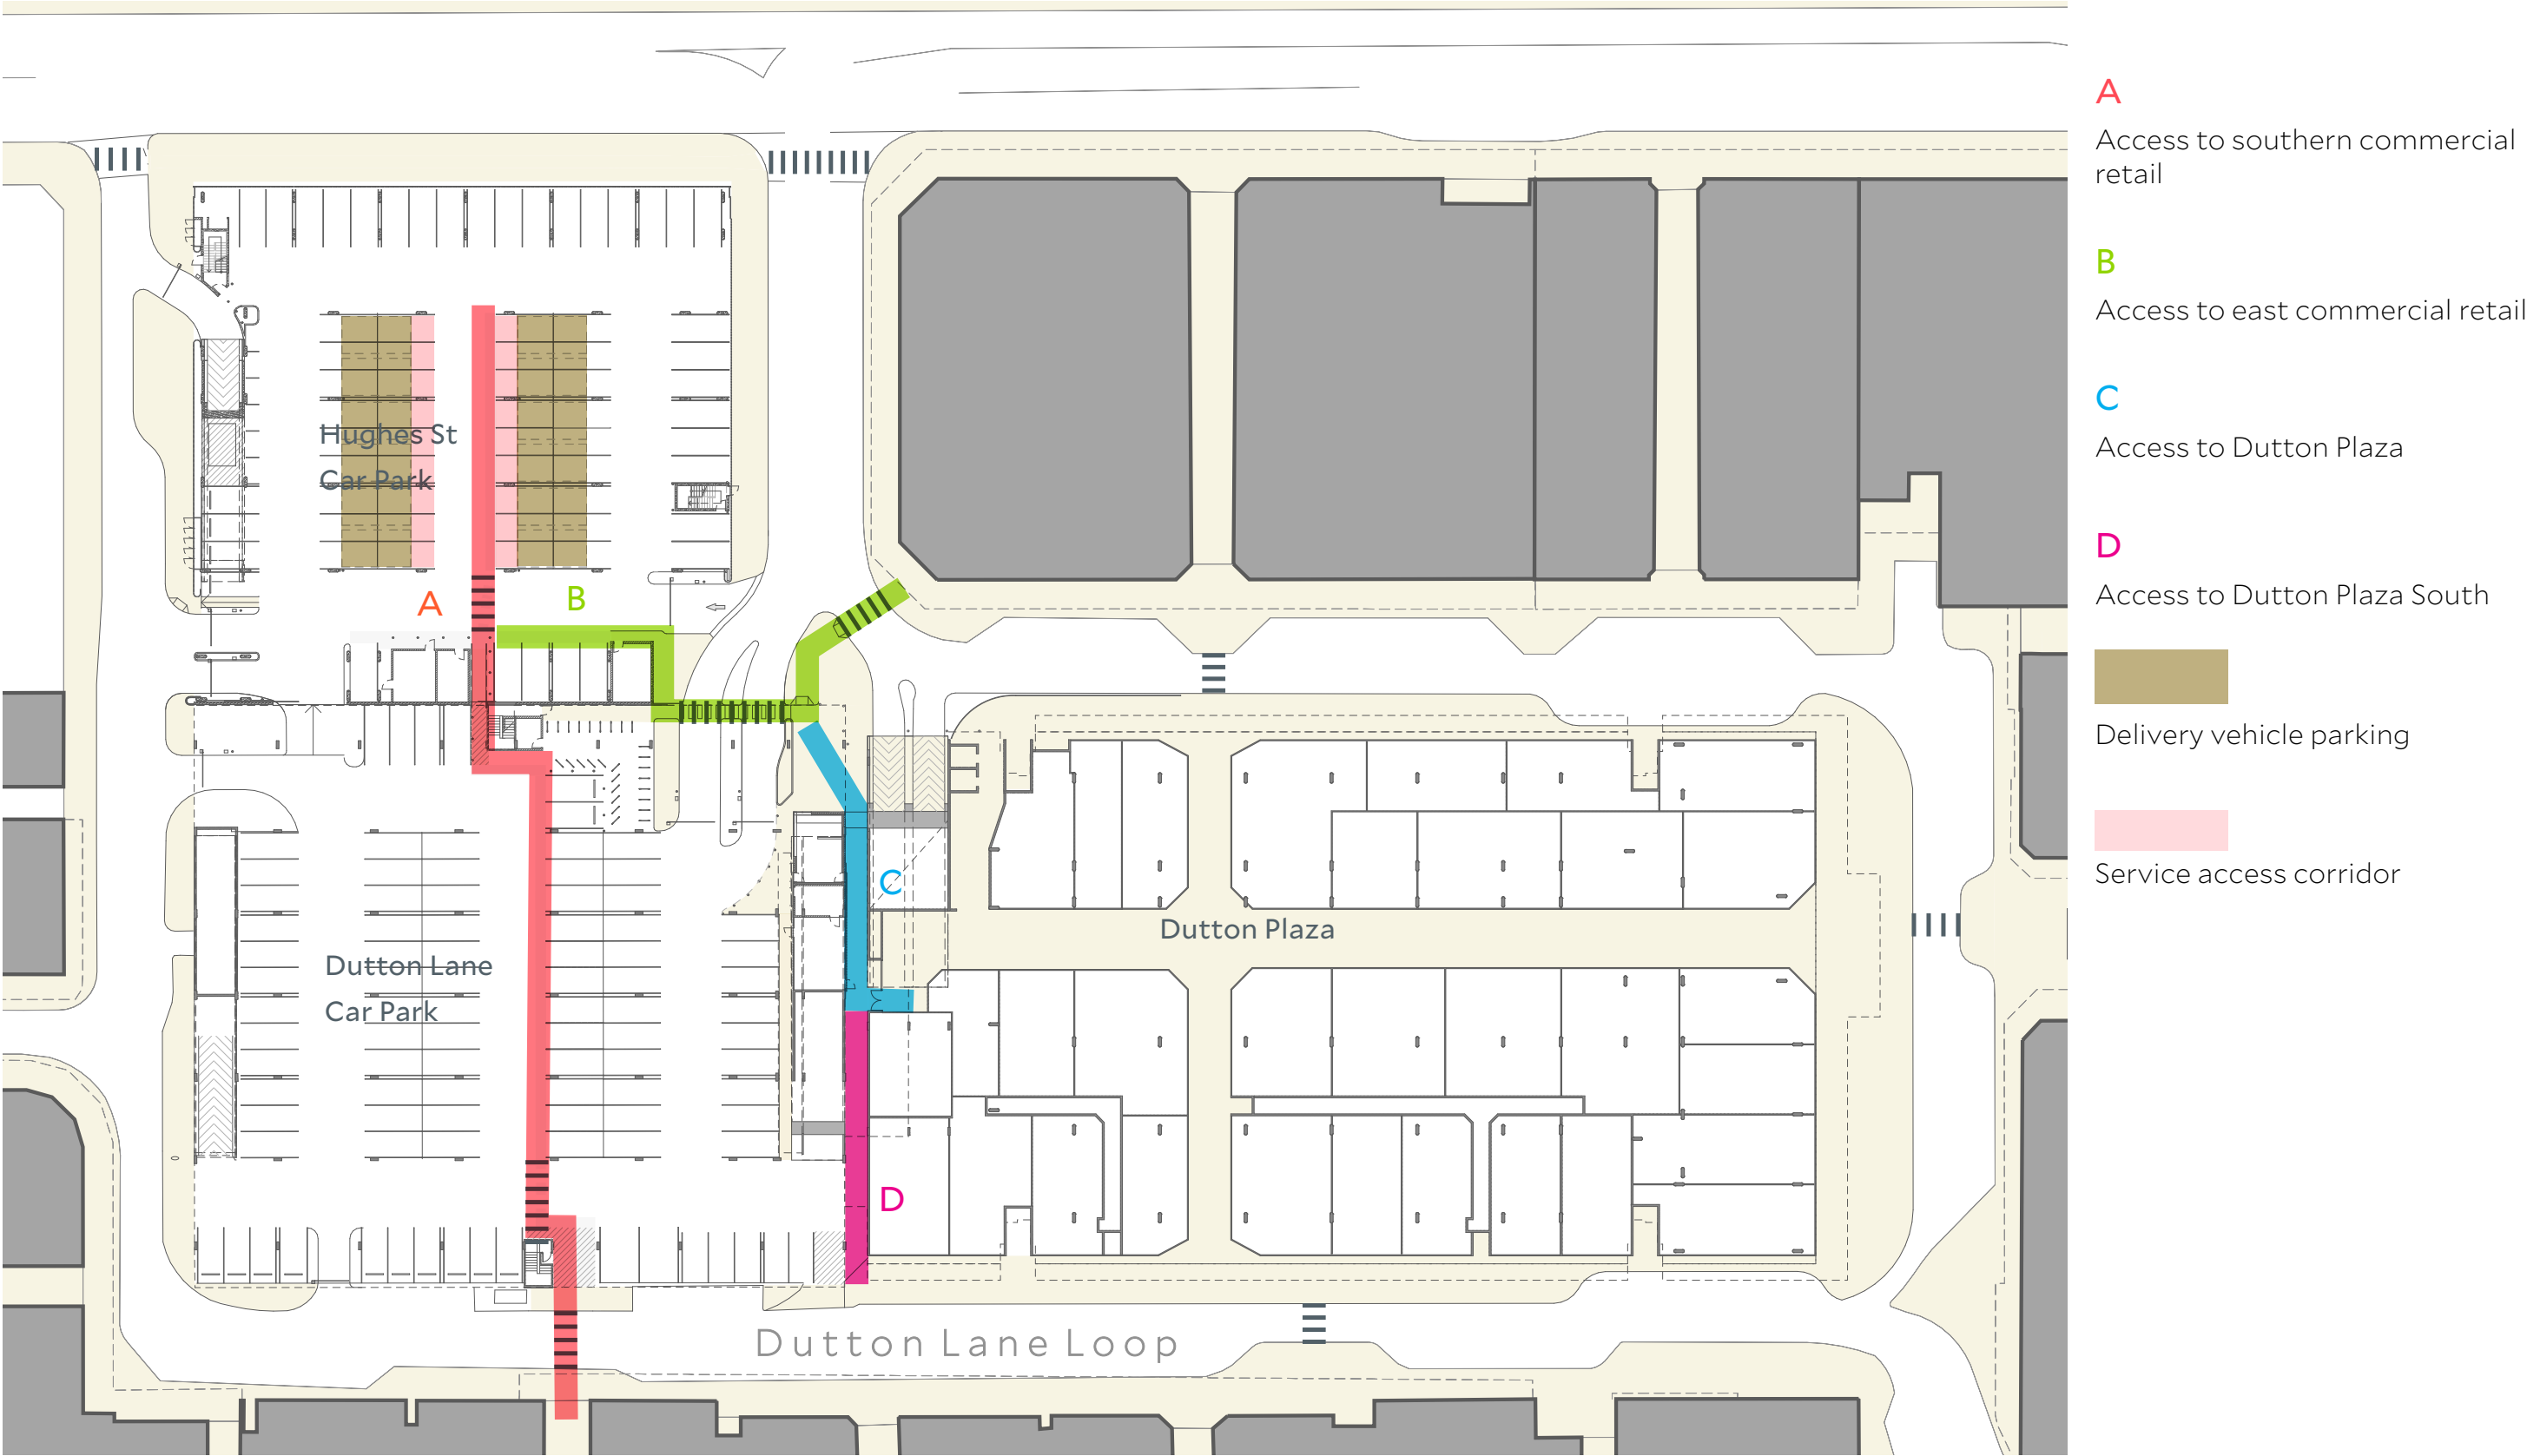 Hughes St
Car Park
A
B
C
Dutton Plaza
Dutton Lane
Car Park
D
Dutton Lane Loop
A
Access to southern commercial
retail
B
Access to east commercial retail
C
Access to Dutton Plaza
D
Access to Dutton Plaza South
Delivery vehicle parking
Service access corridor